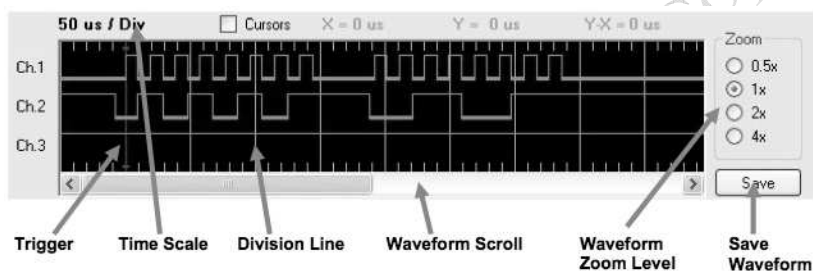 50 us / Div Cursors X = 0 us Y = 0 us Y-X = 0 us
Zoom
0.5x
1x
2x
4x
Ch.1
Ch.2
Ch.3
Save
Trigger
Time Scale
Division Line
Waveform Scroll
Waveform
Zoom Level
Save
Waveform